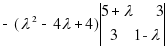 -(λ² - 4λ + 4) |5 + λ 3|
|3 1 - λ|